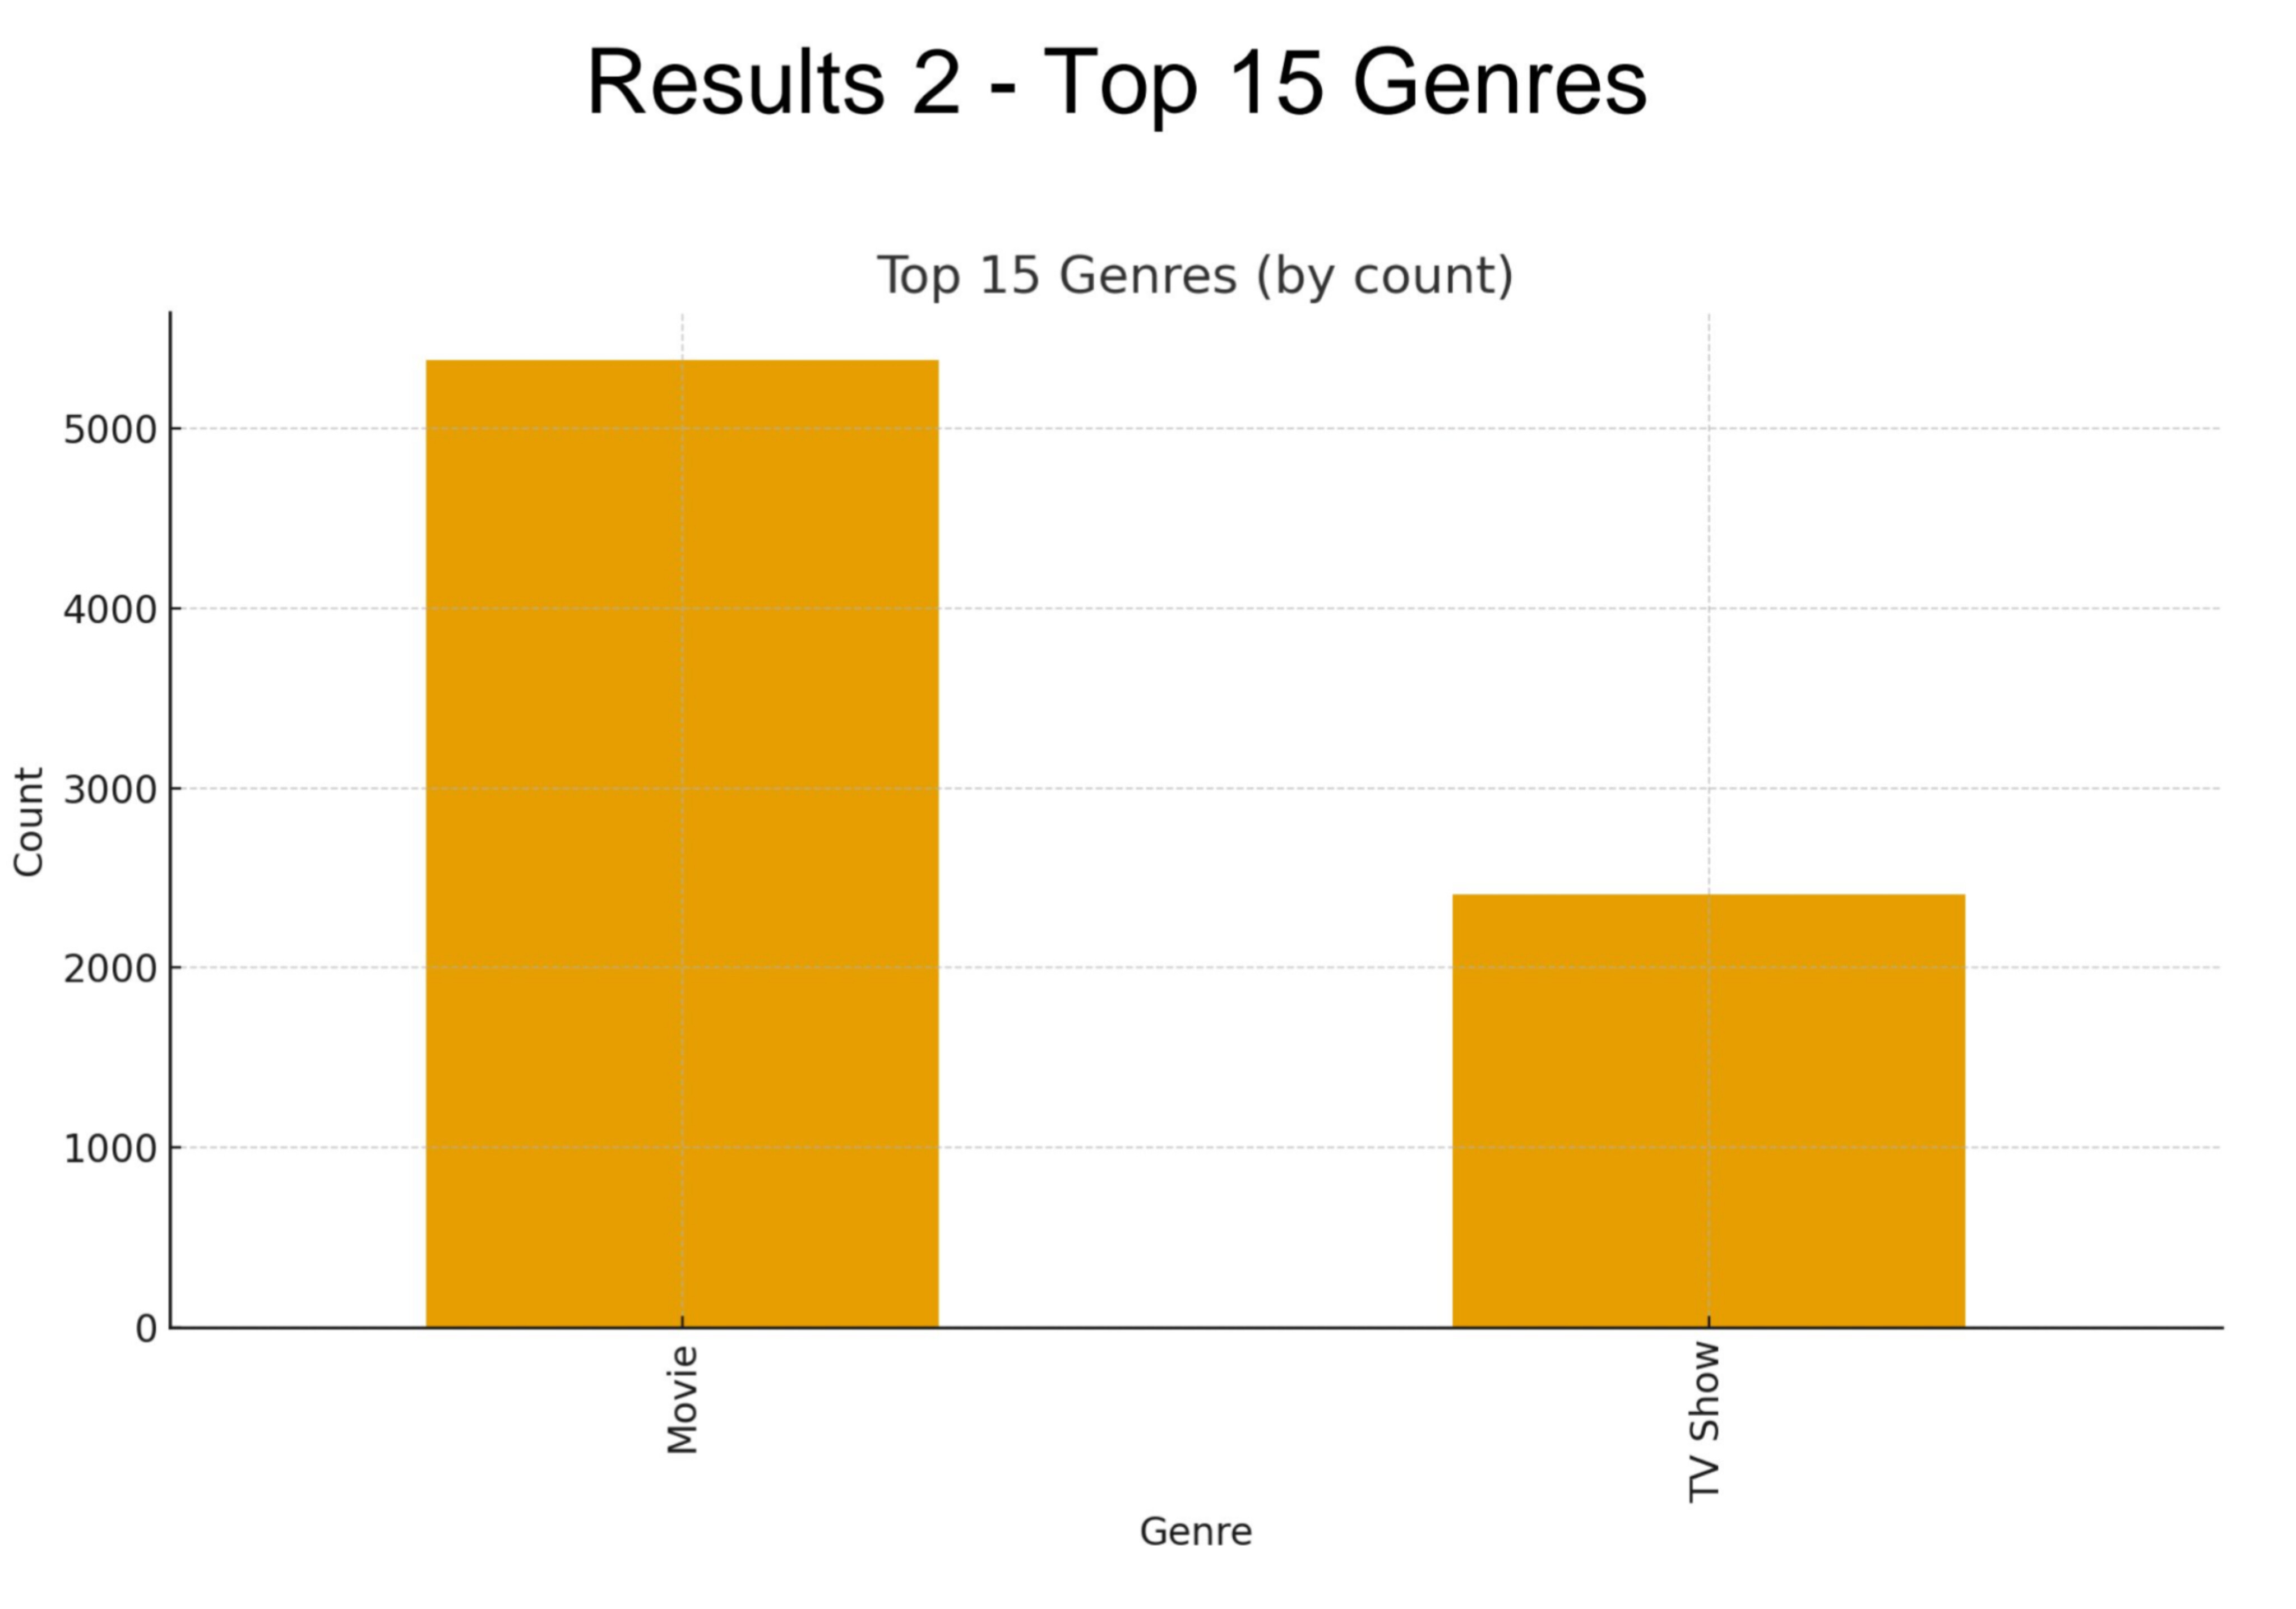 Results 2 - Top 15 Genres
Top 15 Genres (by count)
5000
4000
3000
2000
1000
0
Count
Movie
TV Show
Genre